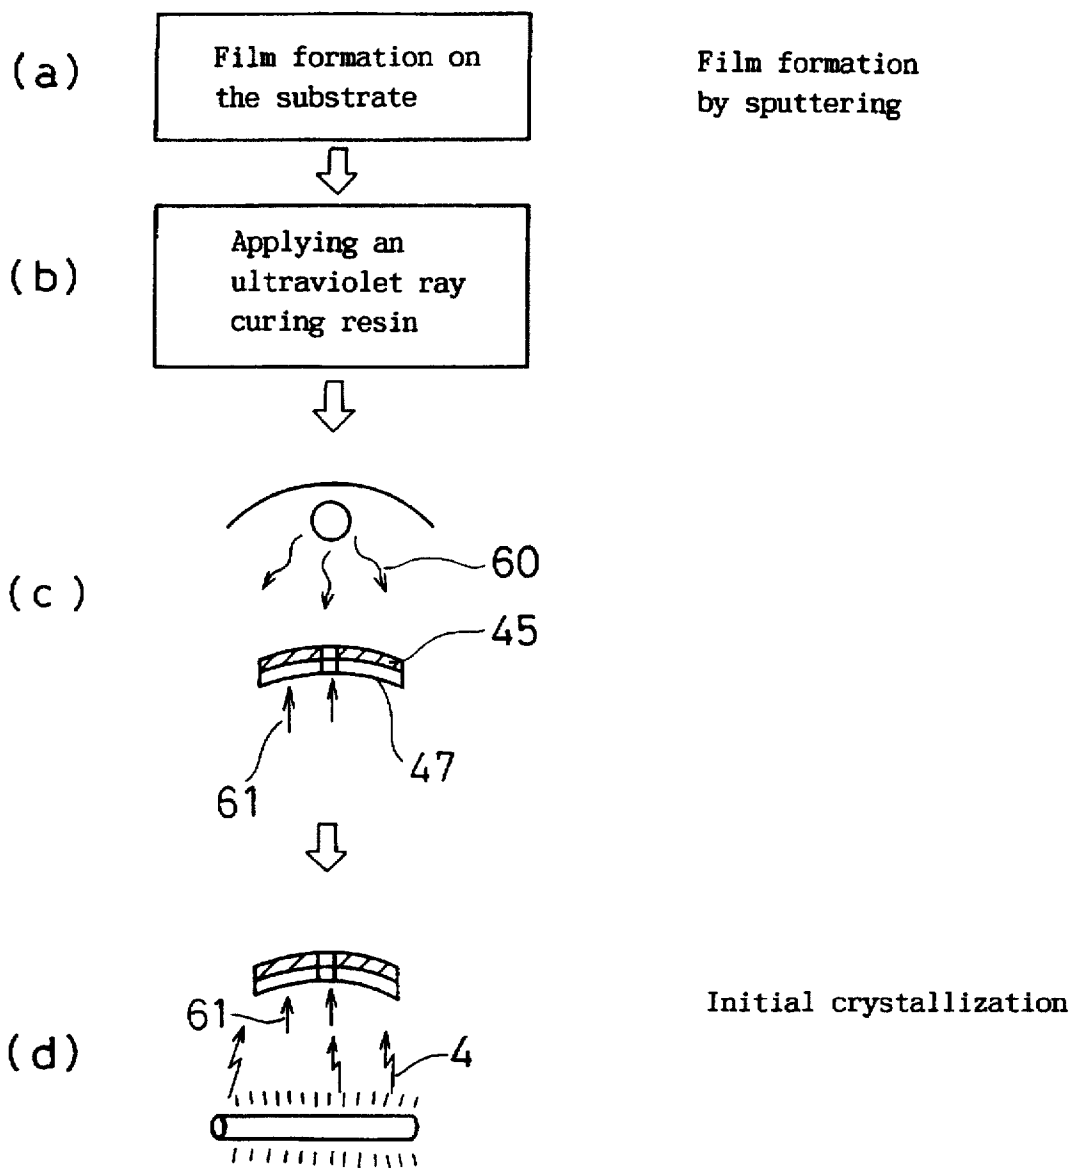 (a)
Film formation on
the substrate
Film formation
by sputtering
(b)
Applying an
ultraviolet ray
curing resin
(c)
60
45
47
61
(d)
61
4
Initial crystallization